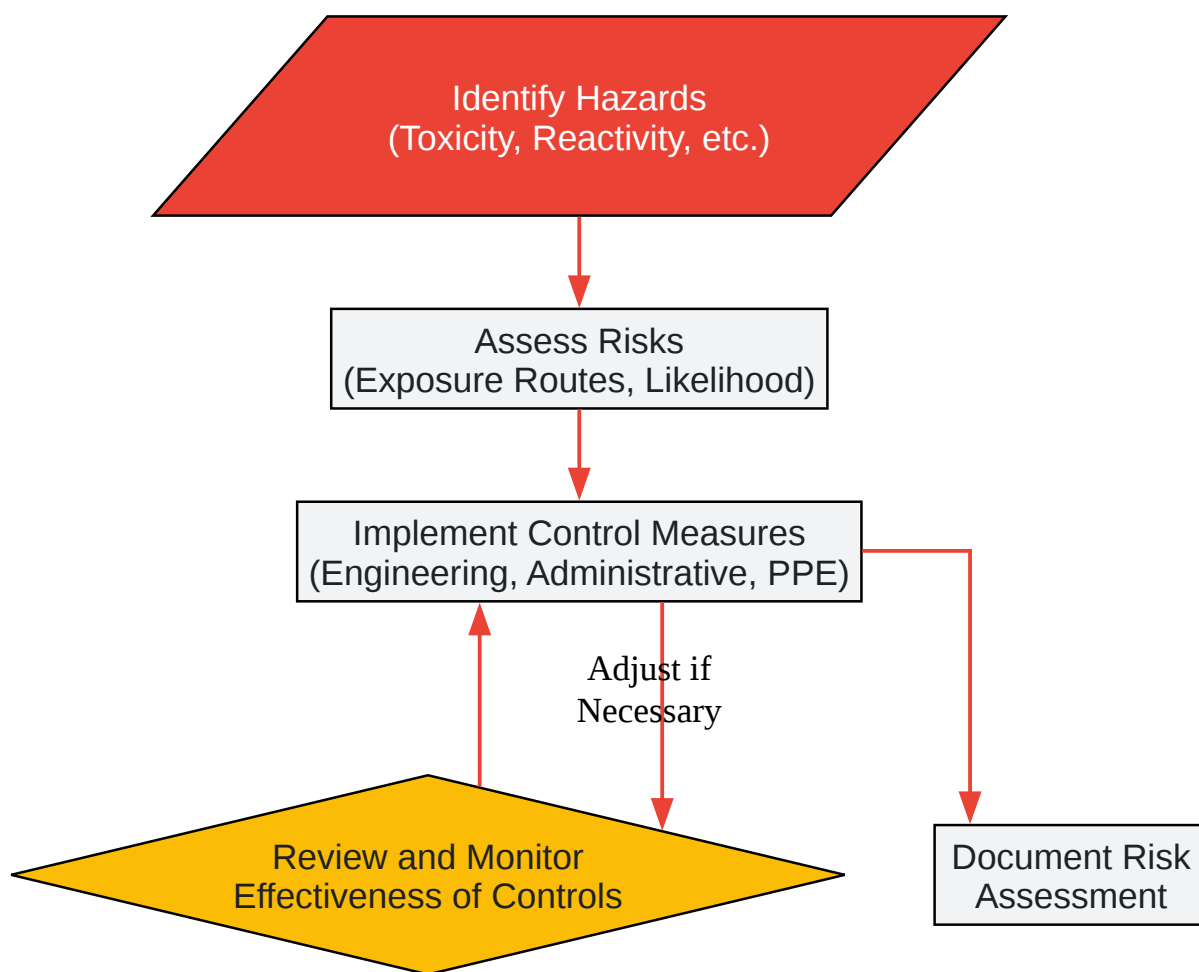 Identify Hazards
(Toxicity, Reactivity, etc.)
Assess Risks
(Exposure Routes, Likelihood)
Implement Control Measures
(Engineering, Administrative, PPE)
Adjust if
Necessary
Review and Monitor
Effectiveness of Controls
Document Risk
Assessment